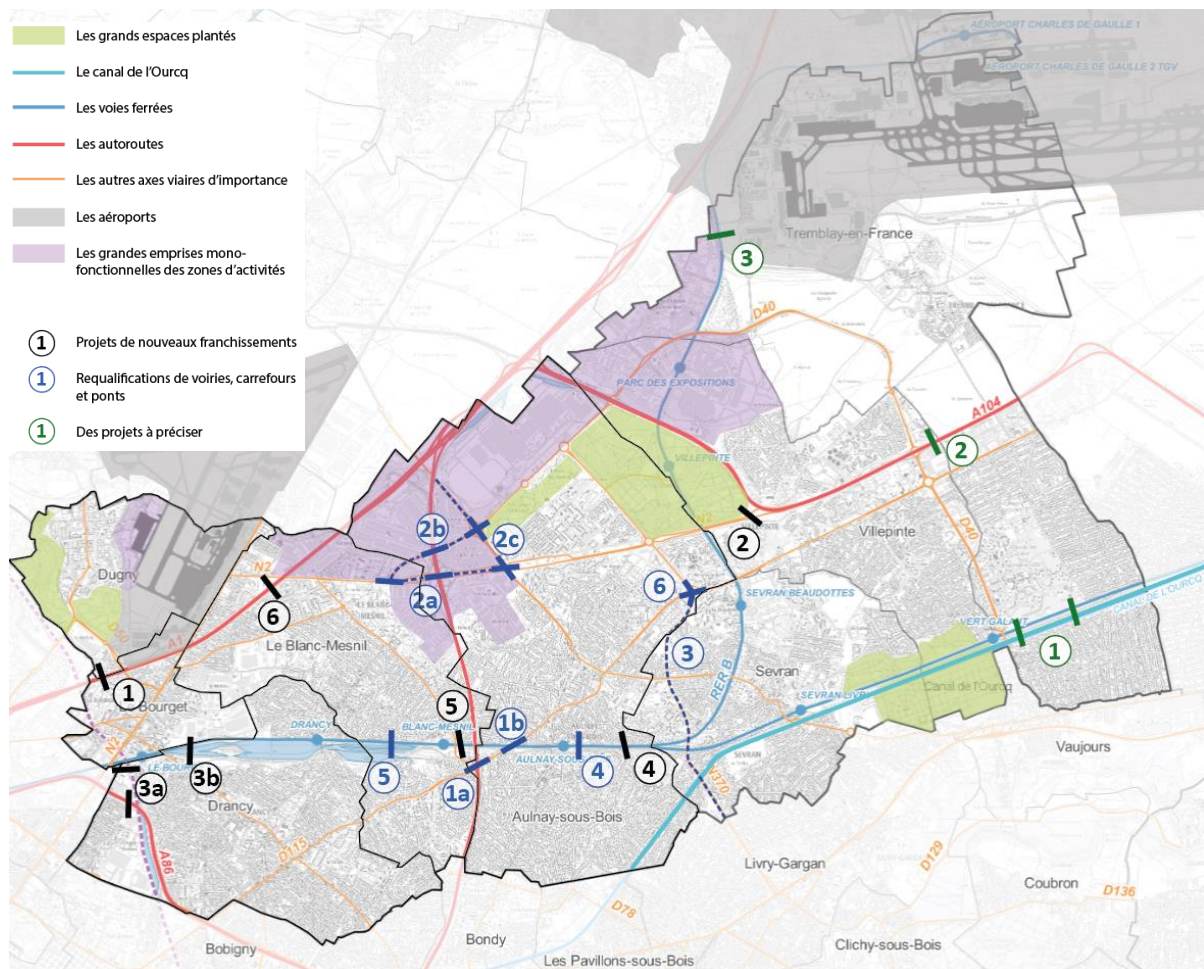 Les grands espaces plantés
Le canal de l'Ourcq
Les voies ferrées
Les autoroutes
Les autres axes viaires d'importance
Les aéroports
Les grandes emprises mono-
fonctionnelles des zones d'activités
1 Projets de nouveaux franchissements
1 Requalifications de voiries, carrefours
et ponts
1 Des projets à préciser
AÉROPORT CHARLES DE GAULLE 1
AÉROPORT CHARLES DE GAULLE 2 TGV
Tremblay-en-France
3
D40
PARC DES EXPOSITIONS
A104
2
VILLEPINTE
2b
2c
N2
2
Villepinte
D40
Dugny
N2
2a
6
SEVRAN BEAUDOTTES
CANAL DE L'OURCQ
6
VERT GALANT
A1
Le Blanc-Mesnil
3
1
1
Sevran
RER B
Canal de l'Ourcq
Le Bourget
5
1b
SEVRAN
DRANCY
BLANC-MESNIL
Vaujours
3a
3b
5
1a
4
4
Drancy
Aulnay-sous-Bois
D115
A86
Livry-Gargan
D129
Coubron
D136
D78
Bobigny
Bondy
Clichy-sous-Bois
Les Pavillons-sous-Bois